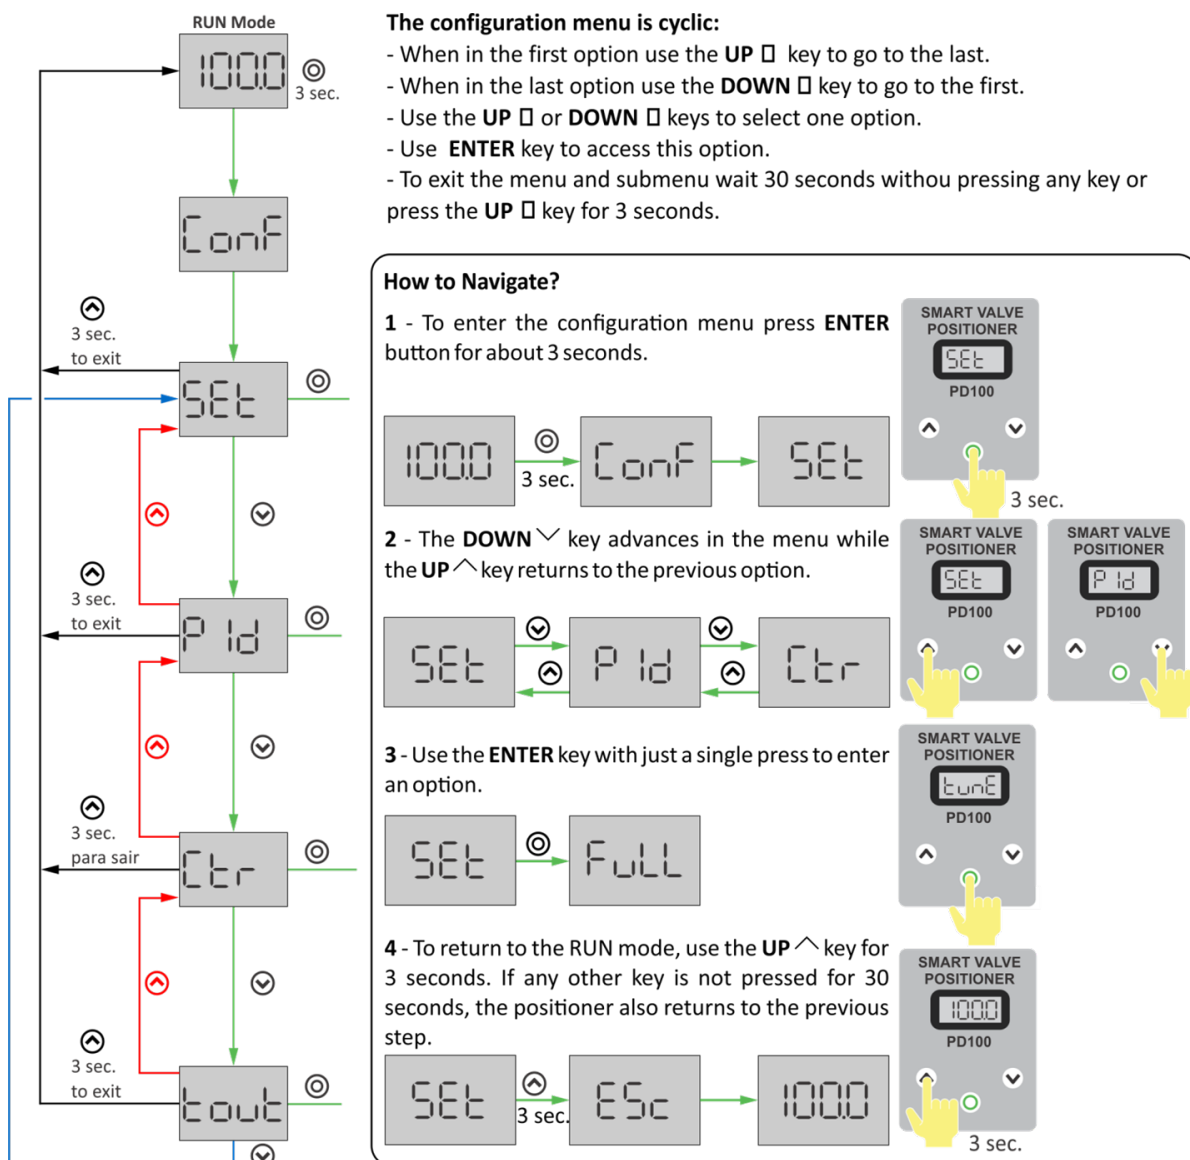 RUN Mode
100.0
3 sec.
ConF
3 sec.
to exit
SEt
3 sec.
to exit
PId
3 sec.
para sair
Ctr
3 sec.
to exit
tout
The configuration menu is cyclic:
- When in the first option use the UP key to go to the last.
- When in the last option use the DOWN key to go to the first.
- Use the UP or DOWN keys to select one option.
- Use ENTER key to access this option.
- To exit the menu and submenu wait 30 seconds withou pressing any key or
press the UP key for 3 seconds.
How to Navigate?
1 - To enter the configuration menu press ENTER
button for about 3 seconds.
100.0
3 sec.
ConF
SEt
SMART VALVE
POSITIONER
SEt
PD100
3 sec.
2 - The DOWN key advances in the menu while
the UP key returns to the previous option.
SEt
PId
Ctr
SMART VALVE
POSITIONER
SEt
PD100
SMART VALVE
POSITIONER
PId
PD100
3 - Use the ENTER key with just a single press to enter
an option.
SEt
FuLL
SMART VALVE
POSITIONER
tunE
PD100
4 - To return to the RUN mode, use the UP key for
3 seconds. If any other key is not pressed for 30
seconds, the positioner also returns to the previous
step.
SEt
3 sec.
ESc
100.0
SMART VALVE
POSITIONER
100.0
PD100
3 sec.